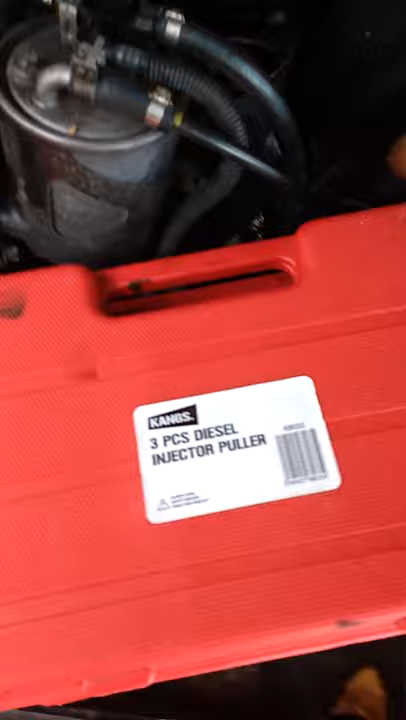 KANGS.
3 PCS DIESEL
INJECTOR PULLER